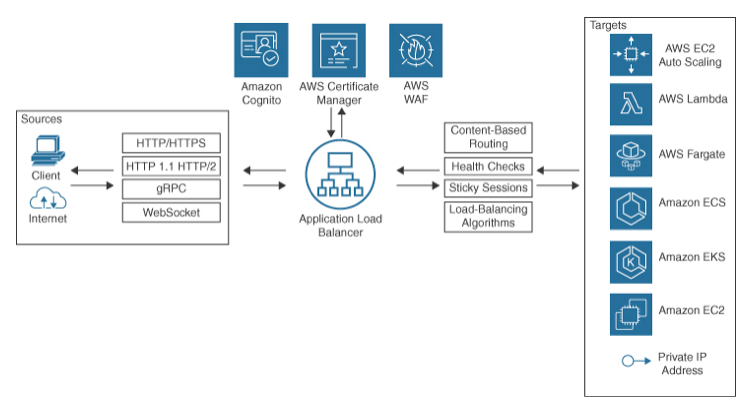 Sources
Client
Internet
HTTP/HTTPS
HTTP 1.1 HTTP/2
gRPC
WebSocket
Amazon
Cognito
AWS Certificate
Manager
AWS
WAF
Application Load
Balancer
Content-Based
Routing
Health Checks
Sticky Sessions
Load-Balancing
Algorithms
Targets
AWS EC2
Auto Scaling
AWS Lambda
AWS Fargate
Amazon ECS
K
Amazon EKS
Amazon EC2
Private IP
Address